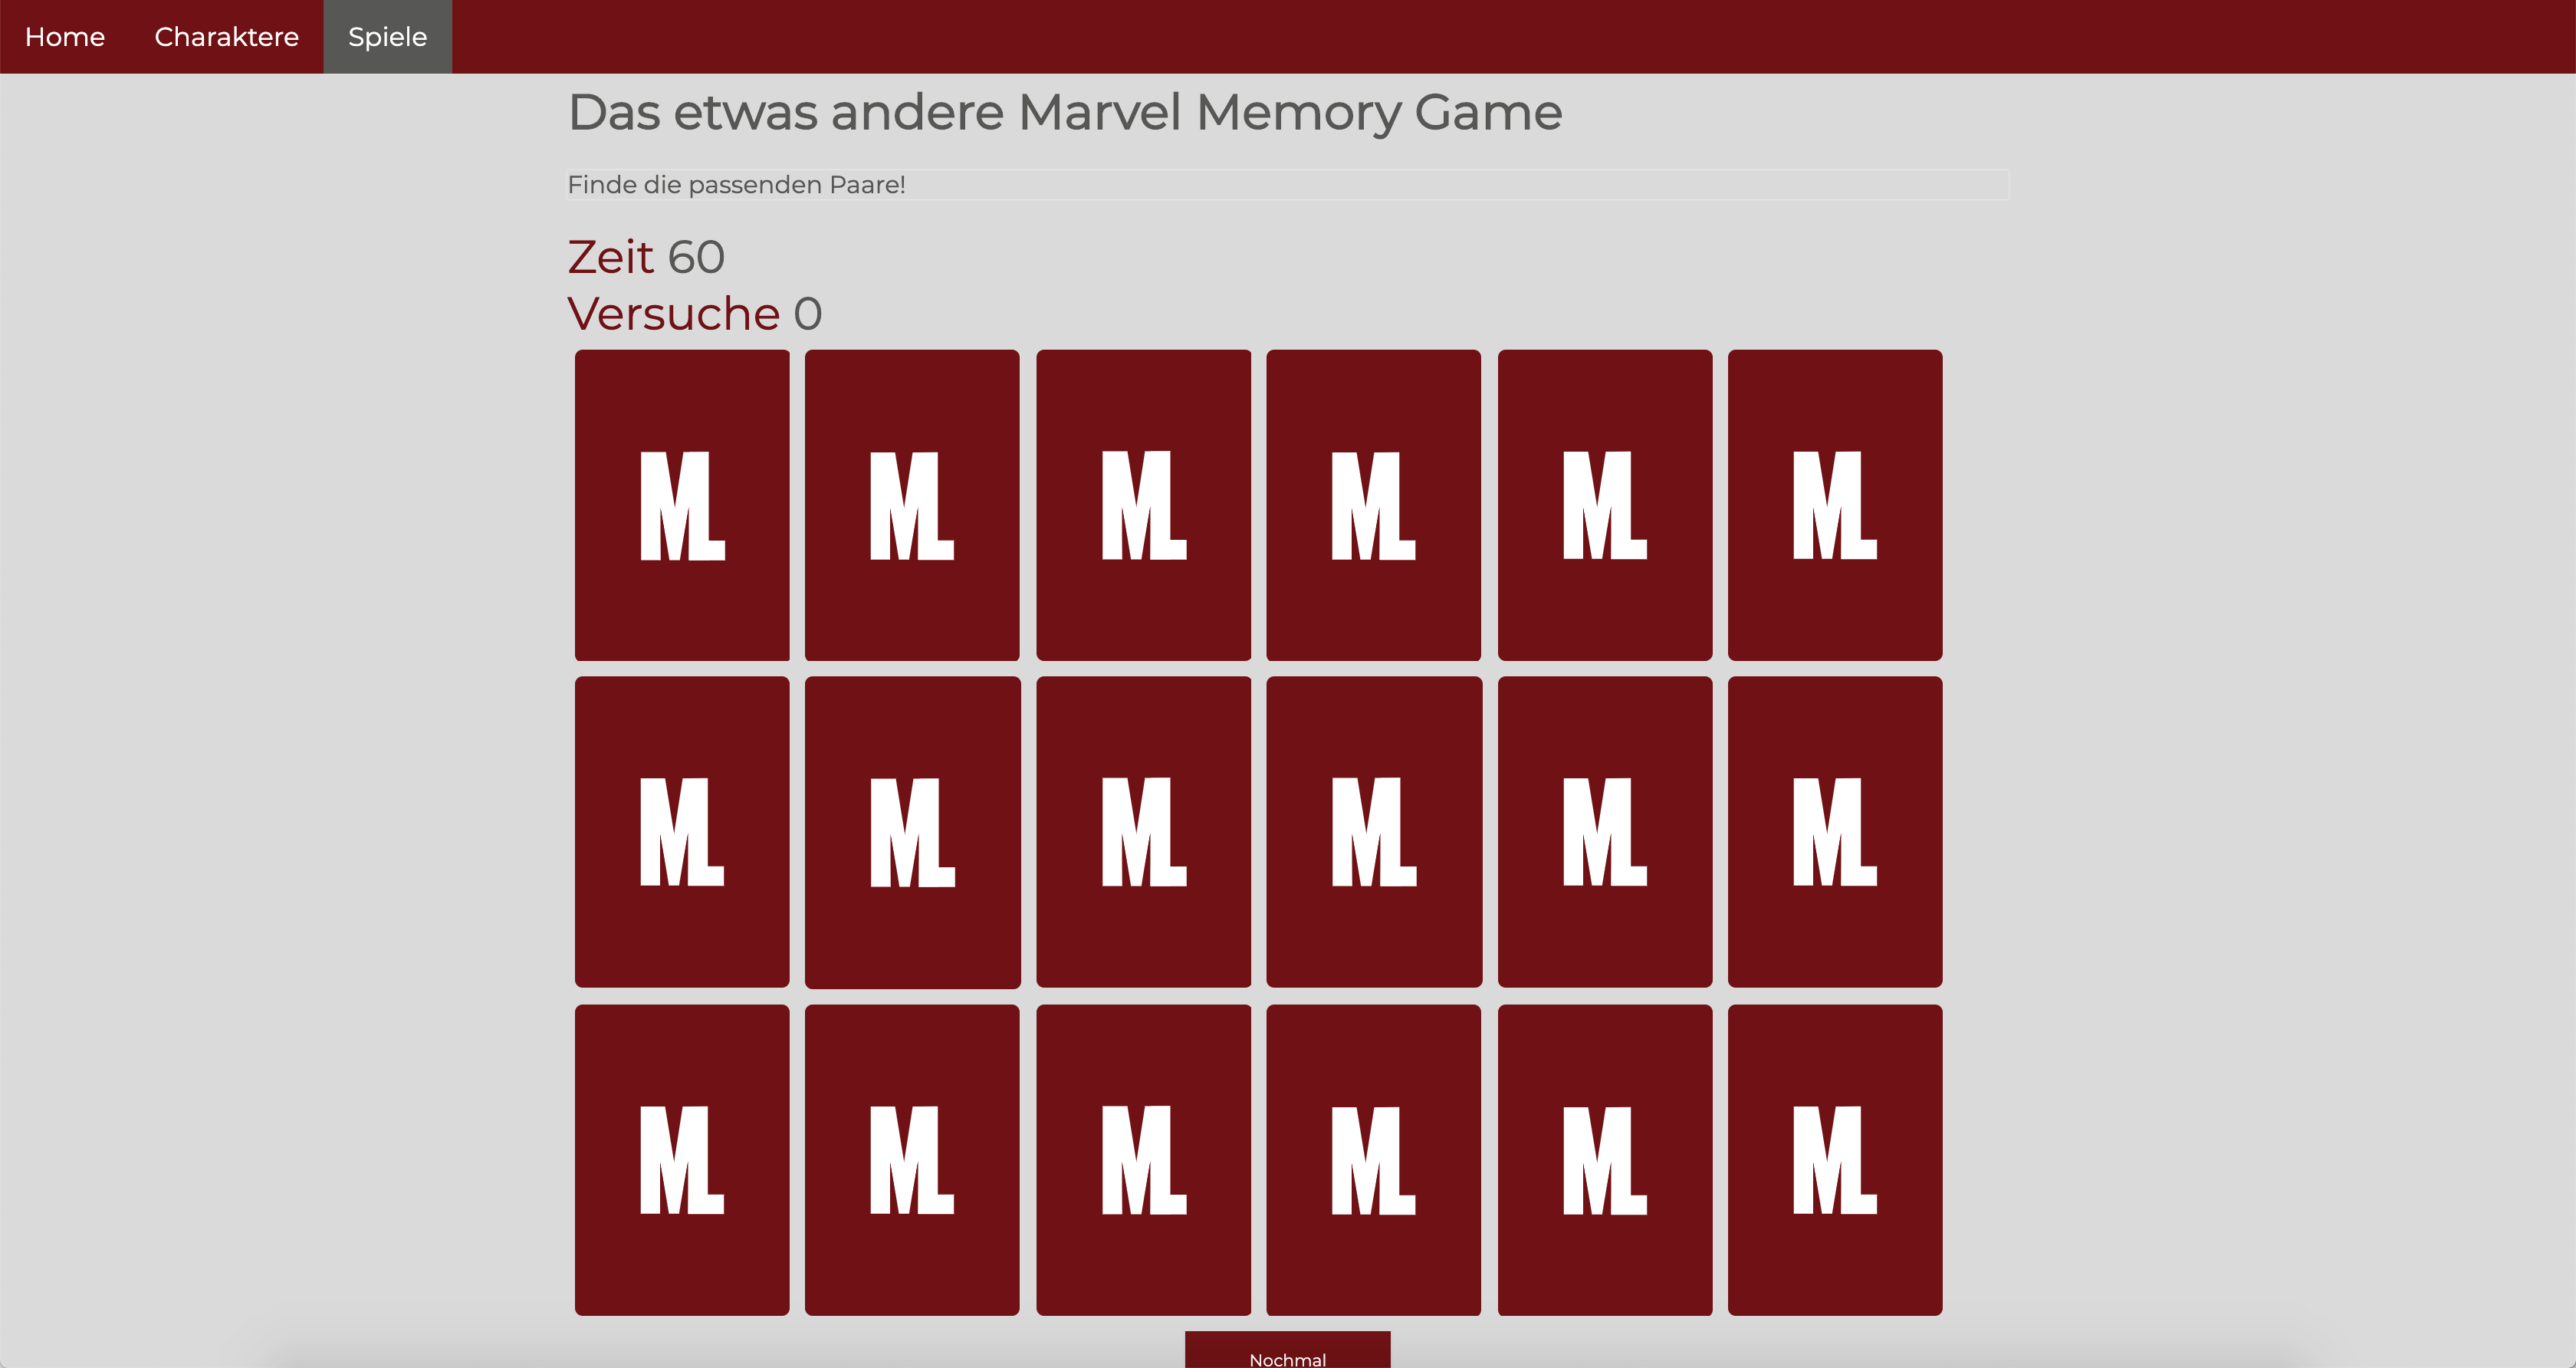 Home Charaktere Spiele
Das etwas andere Marvel Memory Game
Finde die passenden Paare!
Zeit 60
Versuche 0
ML ML ML ML ML ML
ML ML ML ML ML ML
ML ML ML ML ML ML
Nochmal